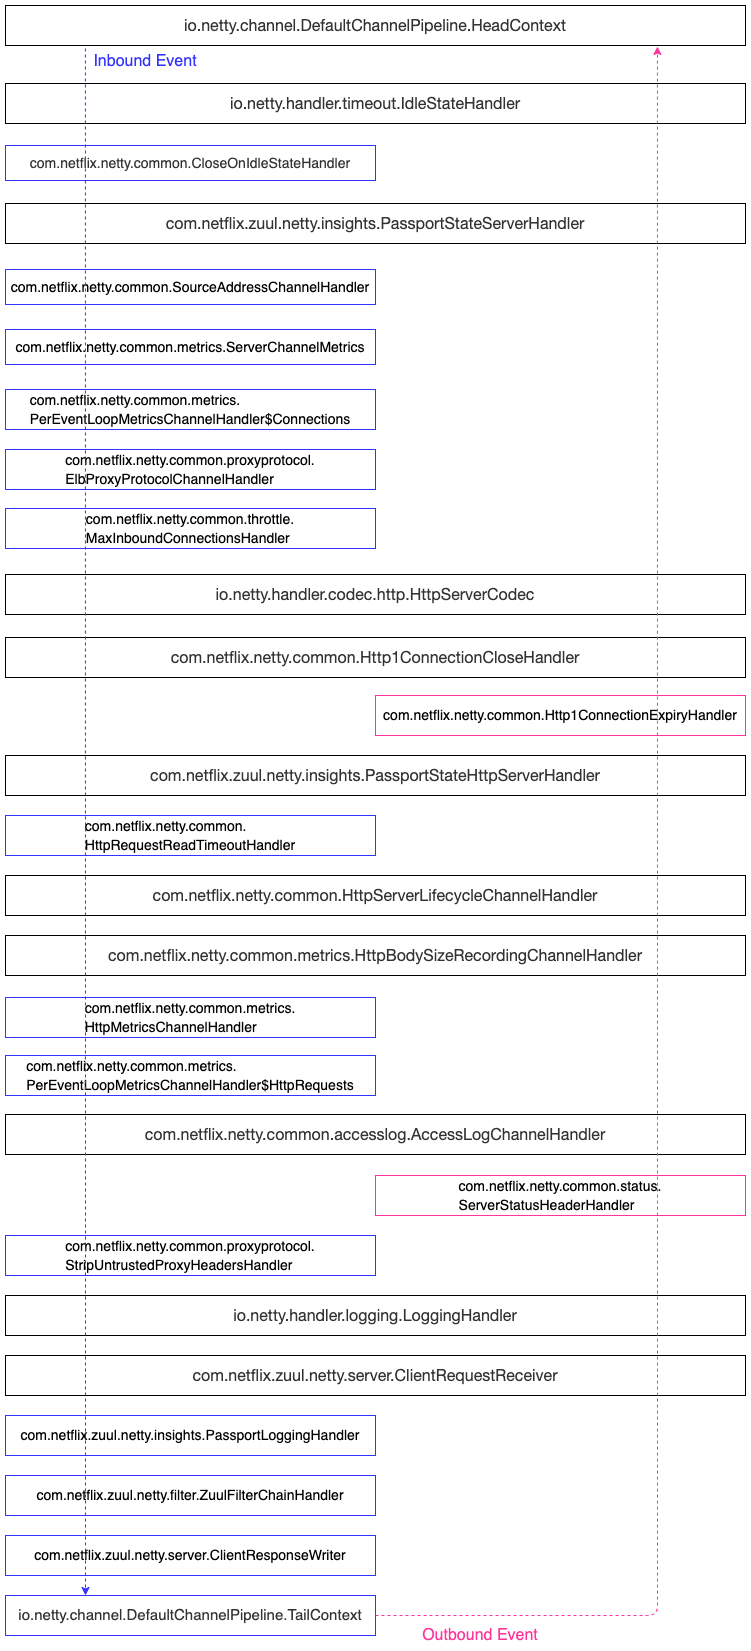 io.netty.channel.DefaultChannelPipeline.HeadContext
Inbound Event
io.netty.handler.timeout.IdleStateHandler
com.netflix.netty.common.CloseOnIdleStateHandler
com.netflix.zuul.netty.insights.PassportStateServerHandler
com.netflix.netty.common.SourceAddressChannelHandler
com.netflix.netty.common.metrics.ServerChannelMetrics
com.netflix.netty.common.metrics.
PerEventLoopMetricsChannelHandler$Connections
com.netflix.netty.common.proxyprotocol.
ElbProxyProtocolChannelHandler
com.netflix.netty.common.throttle.
MaxInboundConnectionsHandler
io.netty.handler.codec.http.HttpServerCodec
com.netflix.netty.common.Http1ConnectionCloseHandler
com.netflix.netty.common.Http1ConnectionExpiryHandler
com.netflix.zuul.netty.insights.PassportStateHttpServerHandler
com.netflix.netty.common.
HttpRequestReadTimeoutHandler
com.netflix.netty.common.HttpServerLifecycleChannelHandler
com.netflix.netty.common.metrics.HttpBodySizeRecordingChannelHandler
com.netflix.netty.common.metrics.
HttpMetricsChannelHandler
com.netflix.netty.common.metrics.
PerEventLoopMetricsChannelHandler$HttpRequests
com.netflix.netty.common.accesslog.AccessLogChannelHandler
com.netflix.netty.common.status.
ServerStatusHeaderHandler
com.netflix.netty.common.proxyprotocol.
StripUntrustedProxyHeadersHandler
io.netty.handler.logging.LoggingHandler
com.netflix.zuul.netty.server.ClientRequestReceiver
com.netflix.zuul.netty.insights.PassportLoggingHandler
com.netflix.zuul.netty.filter.ZuulFilterChainHandler
com.netflix.zuul.netty.server.ClientResponseWriter
io.netty.channel.DefaultChannelPipeline.TailContext
Outbound Event